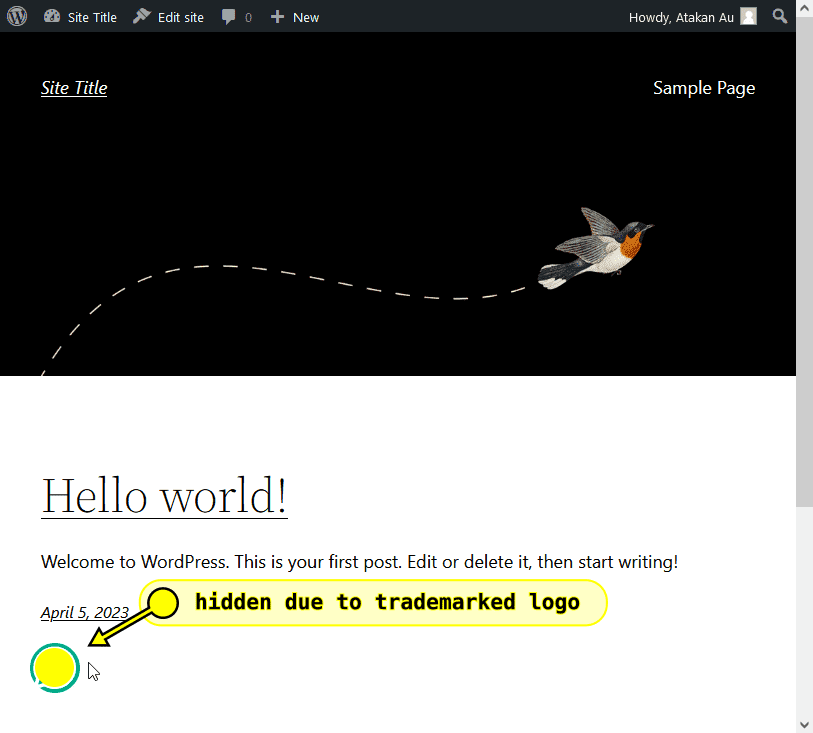 Site Title Edit site 0 New Howdy, Atakan Au
Site Title Sample Page
Hello world!
Welcome to WordPress. This is your first post. Edit or delete it, then start writing!
hidden due to trademarked logo
April 5, 2023